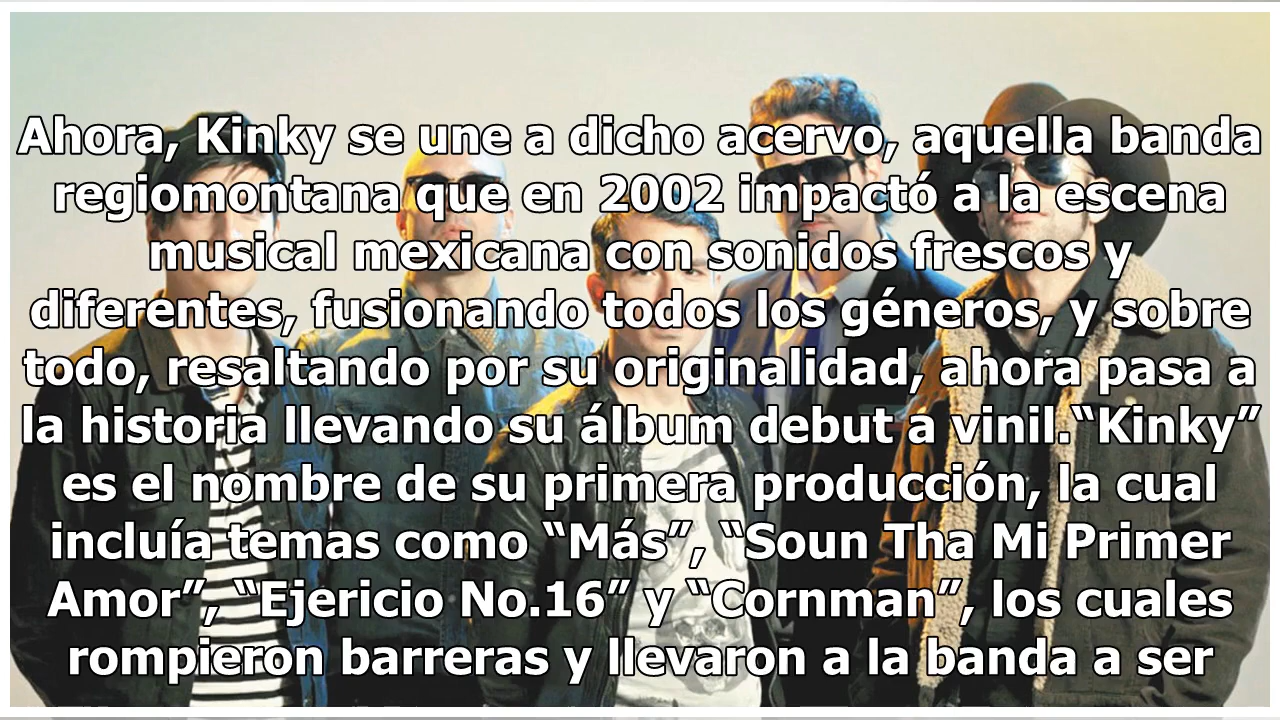 Ahora, Kinky se une a dicho acervo, aquella banda
regiomontana que en 2002 impactó a la escena
musical mexicana con sonidos frescos y
diferentes, fusionando todos los géneros, y sobre
todo, resaltando por su originalidad, ahora pasa a
la historia llevando su álbum debut a vinil.“Kinky”
es el nombre de su primera producción, la cual
incluía temas como “Más”, “Soun Tha Mi Primer
Amor”, “Ejericio No.16” y “Cornman”, los cuales
rompieron barreras y llevaron a la banda a ser